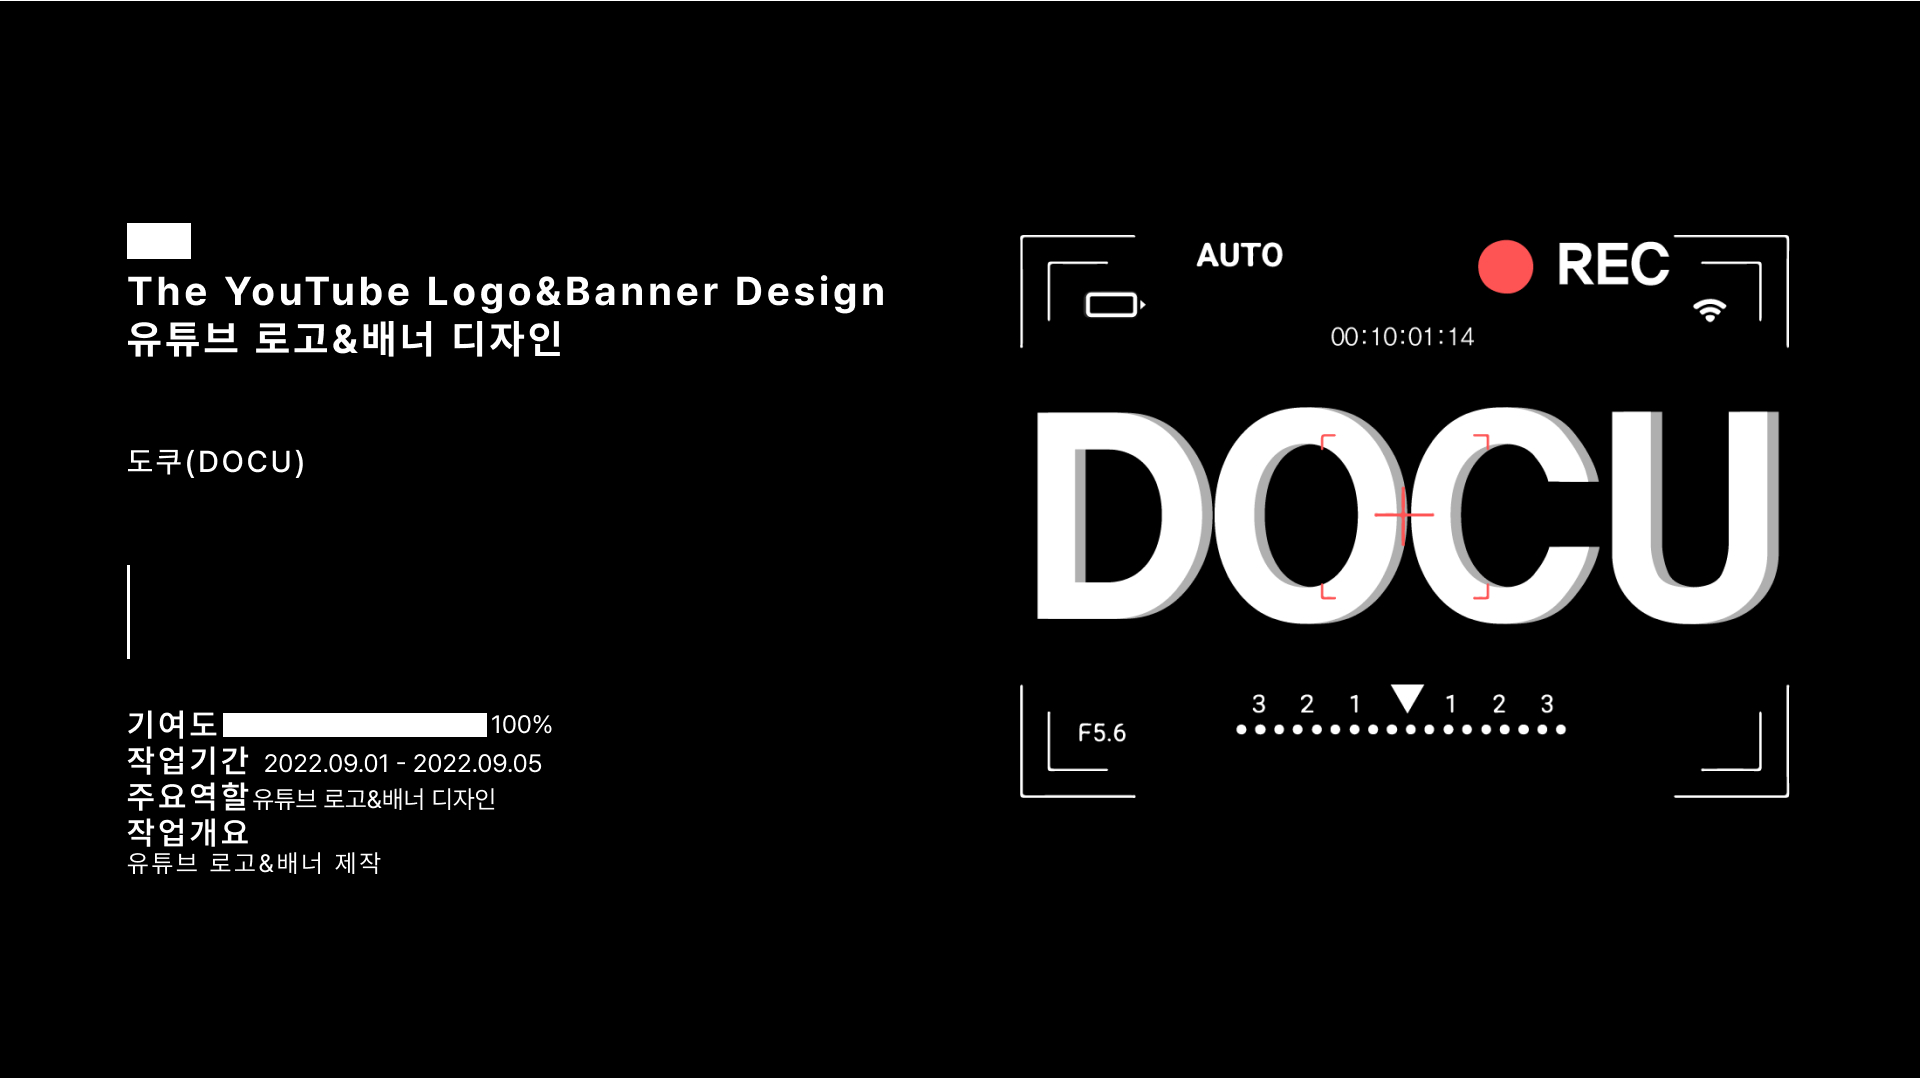 The YouTube Logo&Banner Design
유튜브 로고&배너 디자인
도쿠(DOCU)
기여도 100%
작업기간 2022.09.01 - 2022.09.05
주요역할 유튜브 로고&배너 디자인
작업개요
유튜브 로고&배너 제작
AUTO
REC
00:10:01:14
DOCU
3 2 1 1 2 3
F5.6